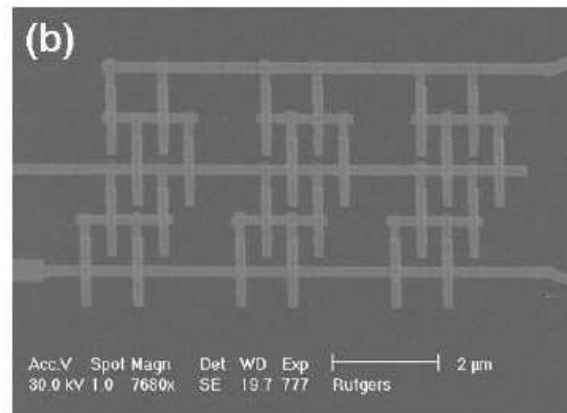 (b)
Acc.V Spot Magn Det WD Exp 2 µm
30.0 kV 1.0 7680x SE 19.7 777 Rutgers